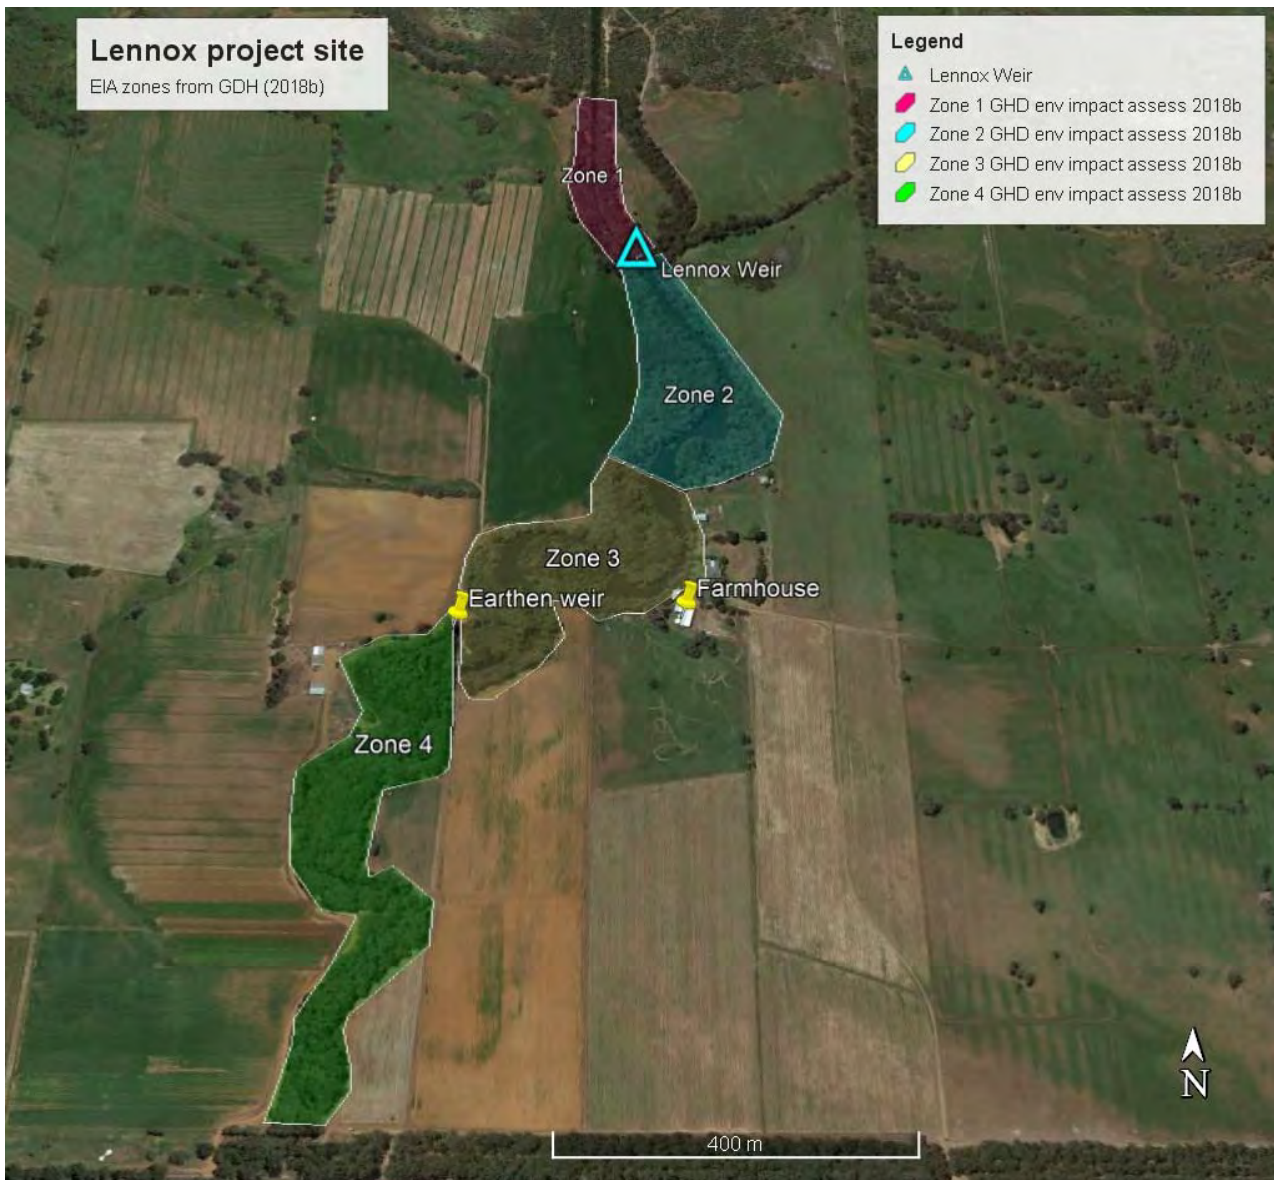 Lennox project site
EIA zones from GDH (2018b)
Legend
Lennox Weir
Zone 1 GHD env impact assess 2018b
Zone 2 GHD env impact assess 2018b
Zone 3 GHD env impact assess 2018b
Zone 4 GHD env impact assess 2018b
Zone 1
Lennox Weir
Zone 2
Zone 3
Farmhouse
Earthen weir
Zone 4
N
400 m